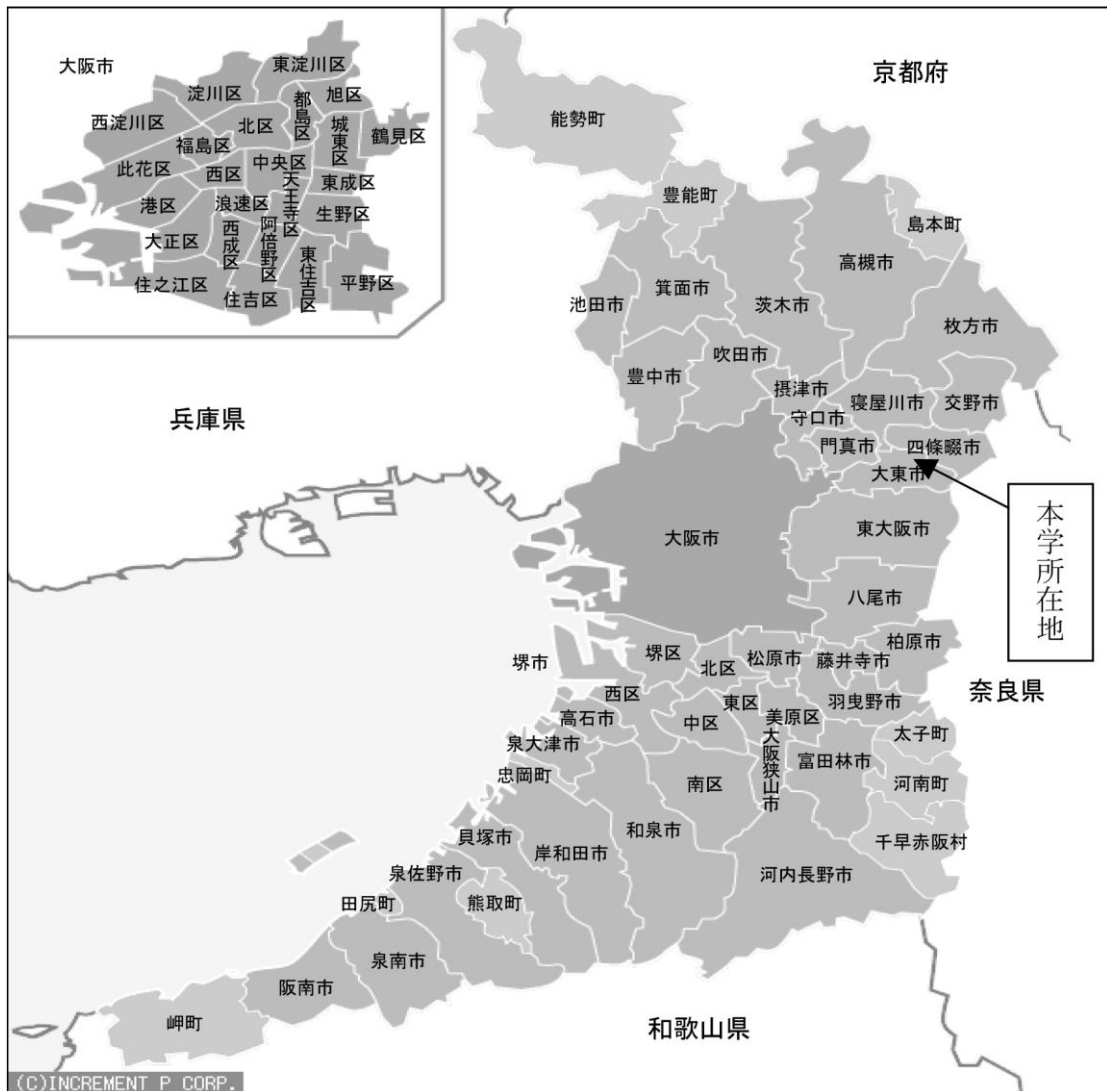 大阪市
東淀川区
淀川区
旭区
都島区
西淀川区
北区
城東区
鶴見区
福島区
此花区
西区
中央区
東成区
天王寺区
港区
浪速区
生野区
大正区
西成区
阿倍野区
東住吉区
平野区
住之江区
住吉区
京都府
能勢町
豊能町
島本町
高槻市
箕面市
池田市
茨木市
枚方市
吹田市
豊中市
摂津市
寝屋川市
交野市
守口市
兵庫県
門真市
四條畷市
大東市
本学所在地
東大阪市
大阪市
八尾市
柏原市
堺市
堺区
北区
松原市
藤井寺市
奈良県
西区
東区
羽曳野市
高石市
中区
美原区
太子町
泉大津市
大阪狭山市
富田林市
忠岡町
南区
河南町
和泉市
貝塚市
岸和田市
千早赤阪村
泉佐野市
河内長野市
田尻町
熊取町
泉南市
阪南市
岬町
和歌山県
(C)INCREMENT P CORP.